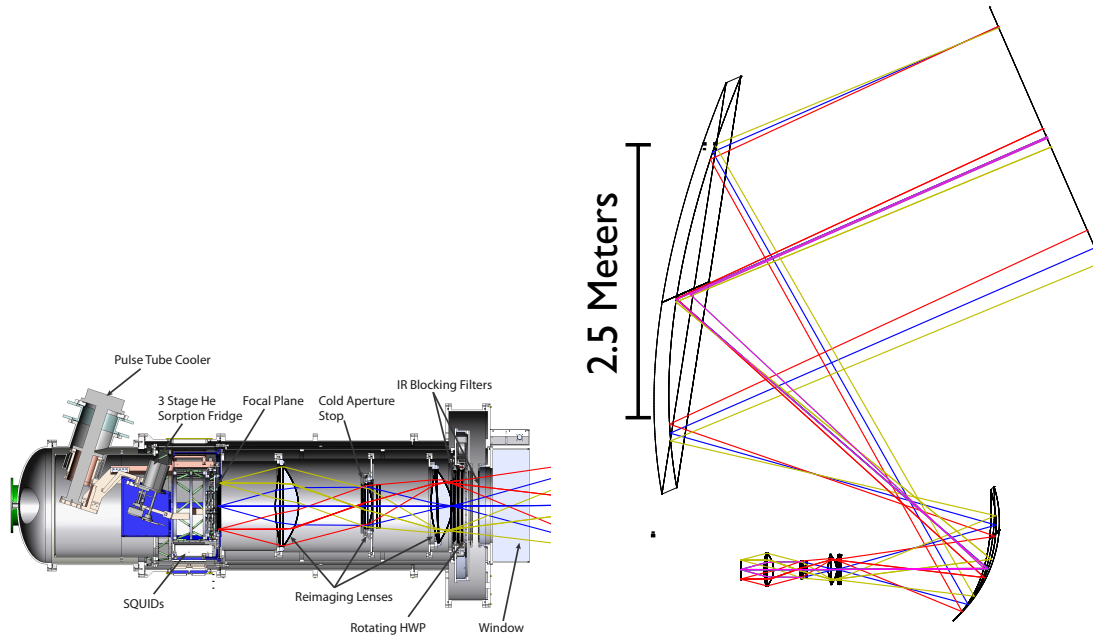 2.5 Meters
Pulse Tube Cooler
3 Stage He
Sorption Fridge
Focal Plane
Cold Aperture
Stop
IR Blocking Filters
SQUIDs
Reimaging Lenses
Rotating HWP
Window